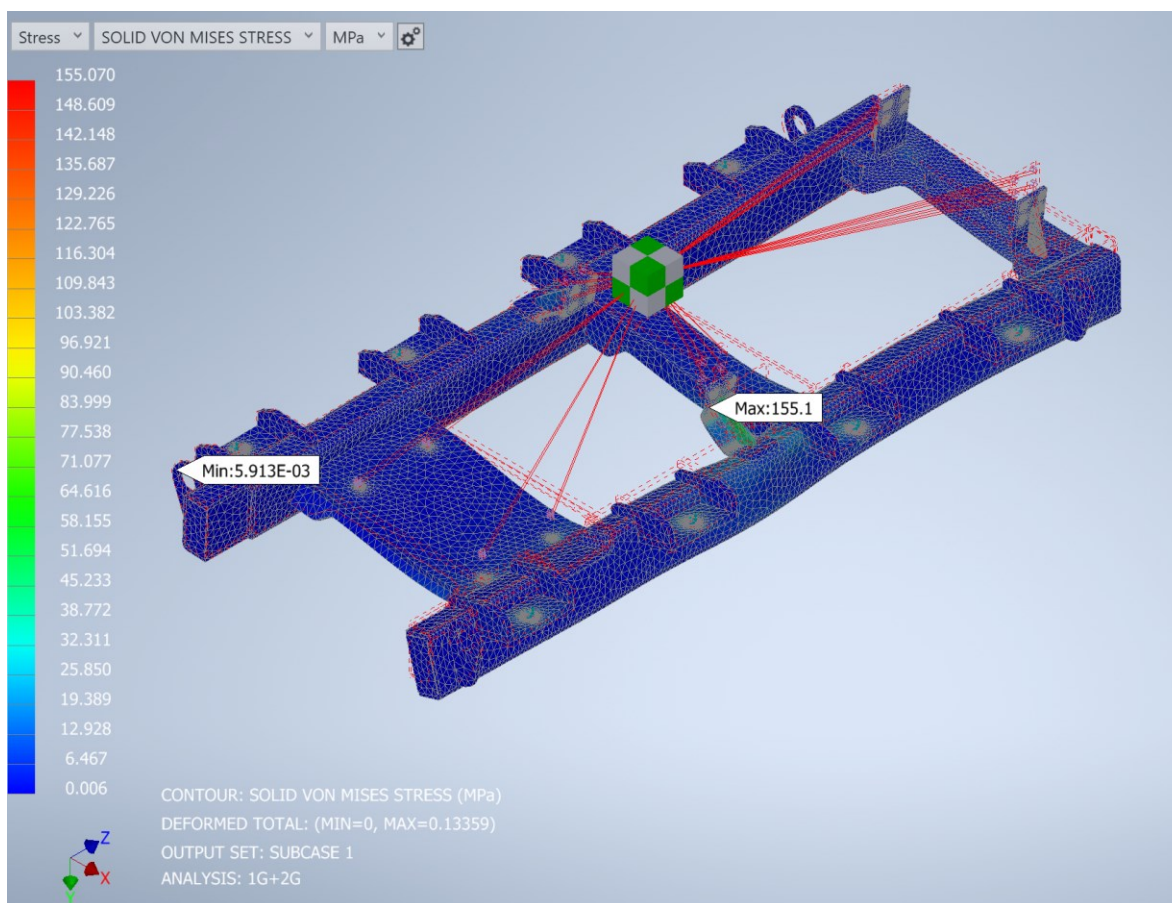 Stress SOLID VON MISES STRESS MPa
155.070
148.609
142.148
135.687
129.226
122.765
116.304
109.843
103.382
96.921
90.460
83.999
77.538
71.077
64.616
58.155
51.694
45.233
38.772
32.311
25.850
19.389
12.928
6.467
0.006
Max:155.1
Min:5.913E-03
CONTOUR: SOLID VON MISES STRESS (MPa)
DEFORMED TOTAL: (MIN=0, MAX=0.13359)
OUTPUT SET: SUBCASE 1
ANALYSIS: 1G+2G
Z
X
Y